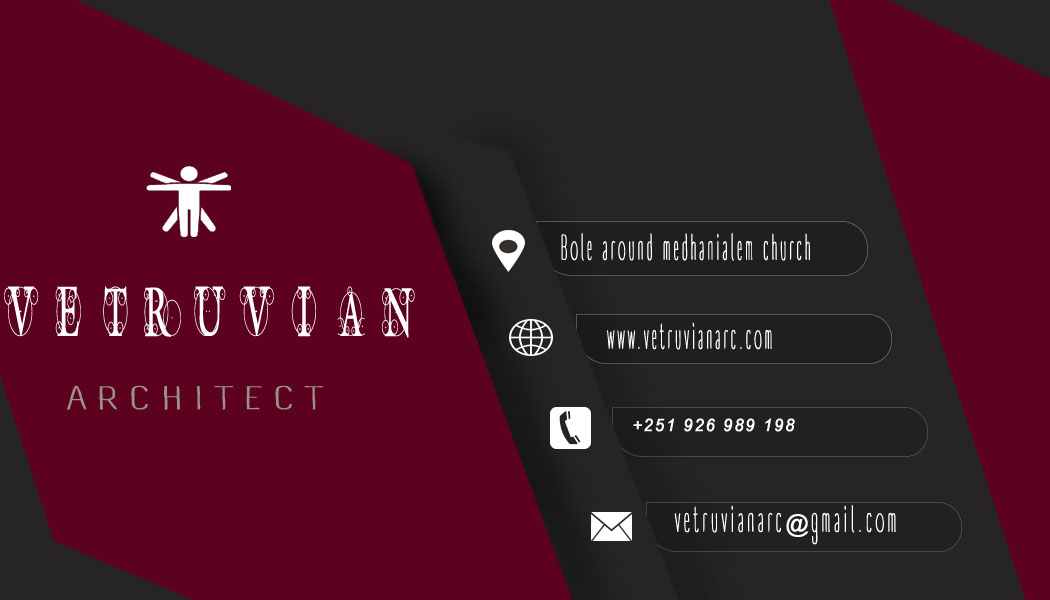 VETRUVIAN
ARCHITECT
Bole around medhanialem church
www.vetruvianarc.com
+251 926 989 198
vetruvianarc@gmail.com